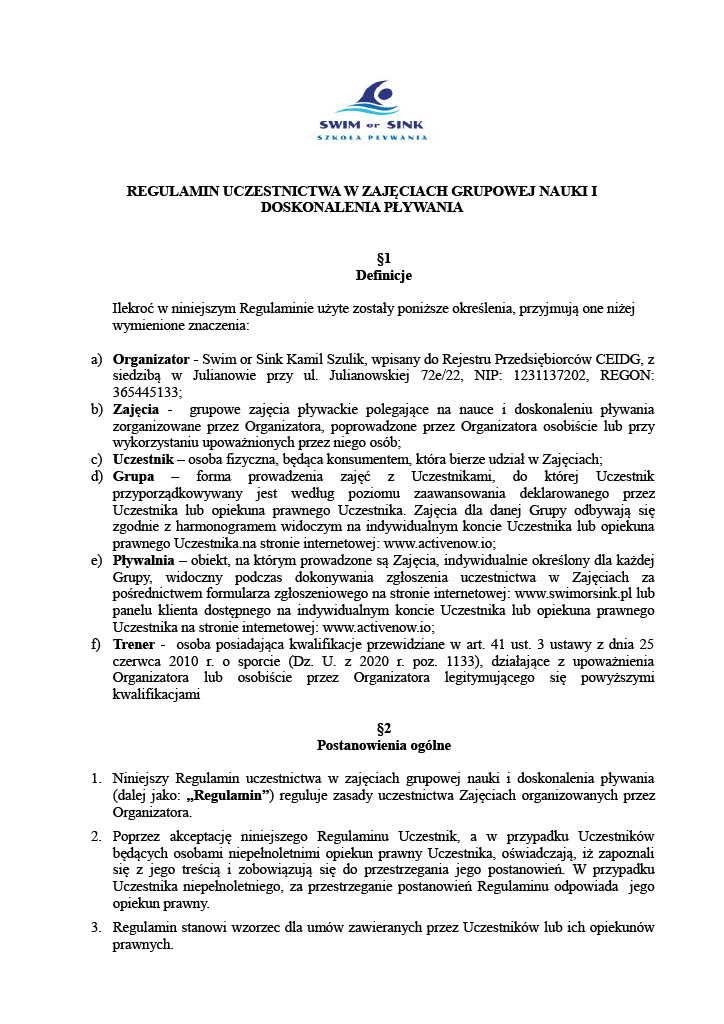 SWIM or SINK
SZKOŁA PŁYWANIA
REGULAMIN UCZESTNICTWA W ZAJĘCIACH GRUPOWEJ NAUKI I
DOSKONALENIA PŁYWANIA
§1
Definicje
Ilekroć w niniejszym Regulaminie użyte zostały poniższe określenia, przyjmują one niżej
wymienione znaczenia:
a) Organizator - Swim or Sink Kamil Szulik, wpisany do Rejestru Przedsiębiorców CEIDG, z
siedzibą w Julianowie przy ul. Julianowskiej 72e/22, NIP: 1231137202, REGON:
365445133;
b) Zajęcia - grupowe zajęcia pływackie polegające na nauce i doskonaleniu pływania
zorganizowane przez Organizatora, poprowadzone przez Organizatora osobiście lub przy
wykorzystaniu upoważnionych przez niego osób;
c) Uczestnik – osoba fizyczna, będąca konsumentem, która bierze udział w Zajęciach;
d) Grupa – forma prowadzenia zajęć z Uczestnikami, do której Uczestnik
przyporządkowywany jest według poziomu zaawansowania deklarowanego przez
Uczestnika lub opiekuna prawnego Uczestnika. Zajęcia dla danej Grupy odbywają się
zgodnie z harmonogramem widoczym na indywidualnym koncie Uczestnika lub opiekuna
prawnego Uczestnika.na stronie internetowej: www.activenow.io;
e) Pływalnia – obiekt, na którym prowadzone są Zajęcia, indywidualnie określony dla każdej
Grupy, widoczny podczas dokonywania zgłoszenia uczestnictwa w Zajęciach za
pośrednictwem formularza zgłoszeniowego na stronie internetowej: www.swimorsink.pl lub
panelu klienta dostępnego na indywidualnym koncie Uczestnika lub opiekuna prawnego
Uczestnika na stronie internetowej: www.activenow.io;
f) Trener - osoba posiadająca kwalifikacje przewidziane w art. 41 ust. 3 ustawy z dnia 25
czerwca 2010 r. o sporcie (Dz. U. z 2020 r. poz. 1133), działające z upoważnienia
Organizatora lub osobiście przez Organizatora legitymującego się powyższymi
kwalifikacjami
§2
Postanowienia ogólne
1. Niniejszy Regulamin uczestnictwa w zajęciach grupowej nauki i doskonalenia pływania
(dalej jako: „Regulamin”) reguluje zasady uczestnictwa Zajęciach organizowanych przez
Organizatora.
2. Poprzez akceptację niniejszego Regulaminu Uczestnik, a w przypadku Uczestników
będących osobami niepełnoletnimi opiekun prawny Uczestnika, oświadczają, iż zapoznali
się z jego treścią i zobowiązują się do przestrzegania jego postanowień. W przypadku
Uczestnika niepełnoletniego, za przestrzeganie postanowień Regulaminu odpowiada jego
opiekun prawny.
3. Regulamin stanowi wzorzec dla umów zawieranych przez Uczestników lub ich opiekunów
prawnych.